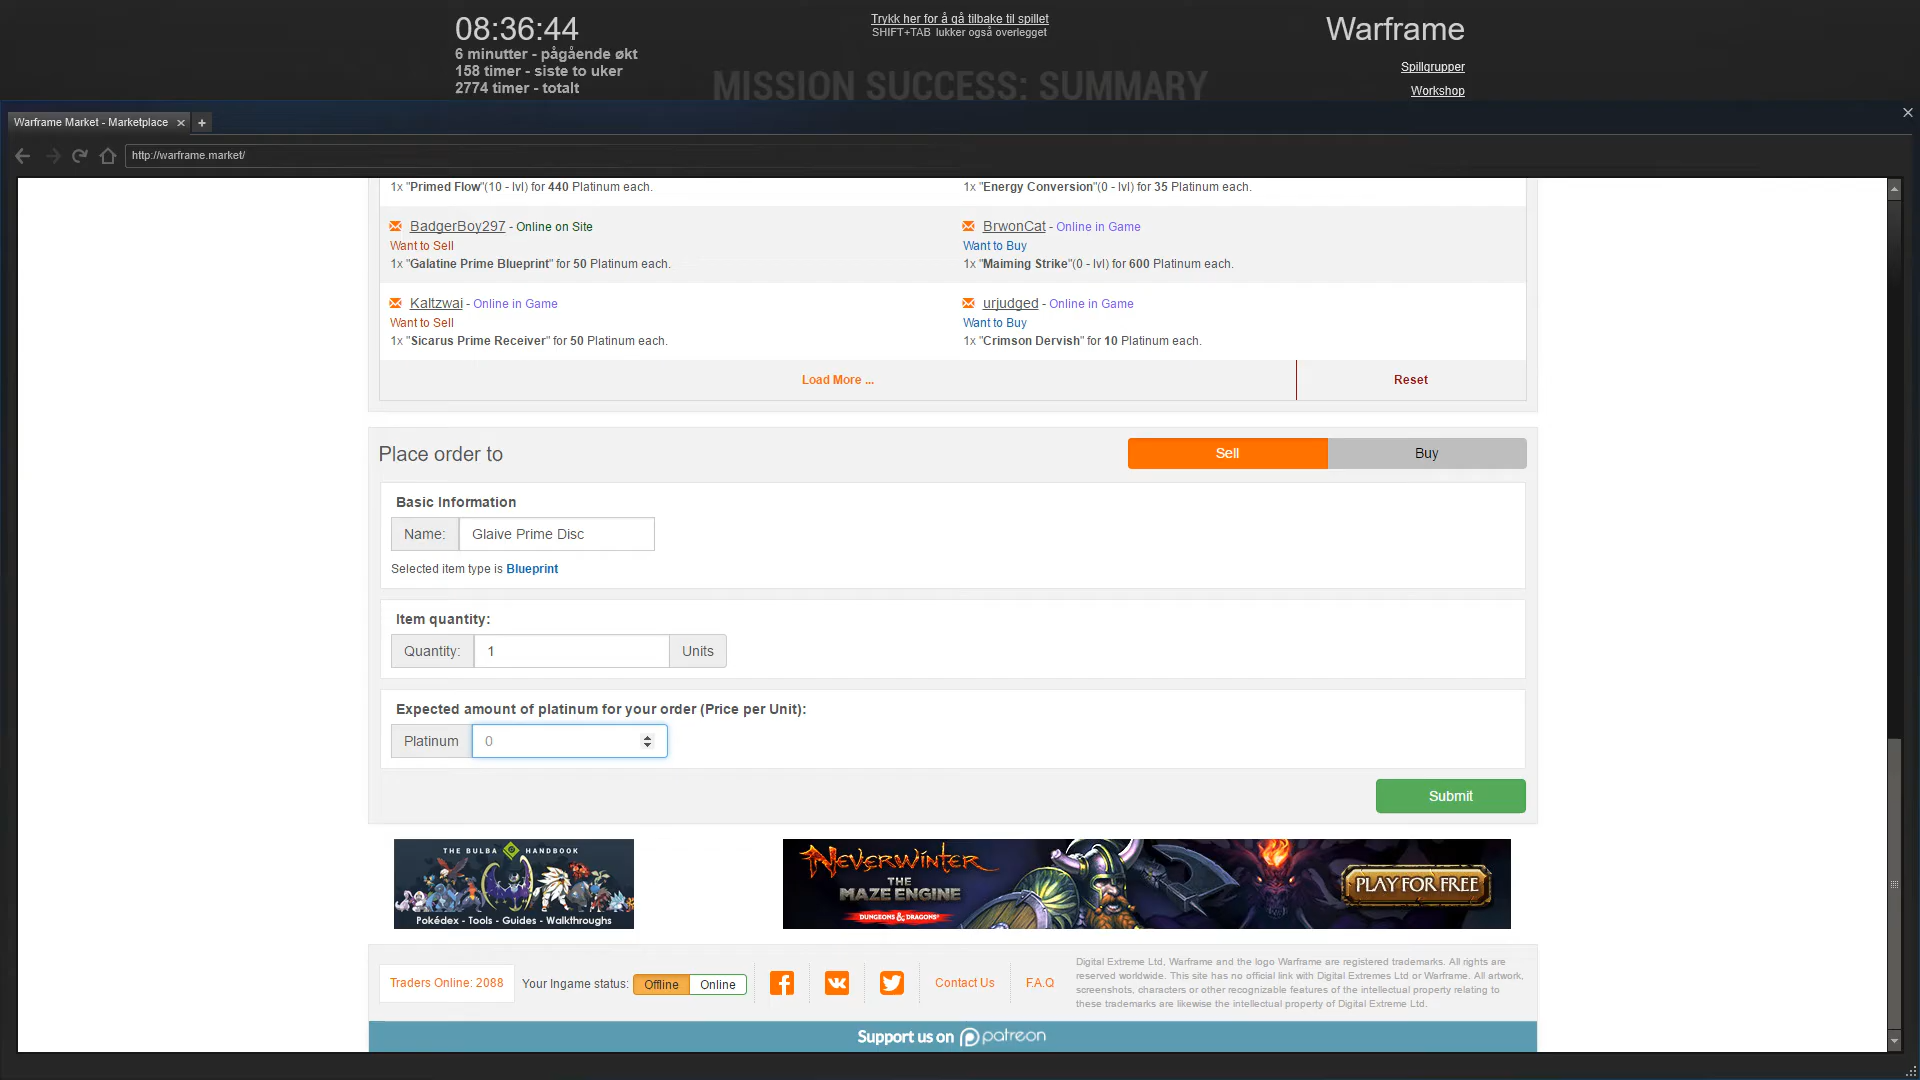 08:36:44
6 minutter - pågående økt
158 timer - siste to uker
2774 timer - totalt
Trykk her for å gå tilbake til spillet
SHIFT+TAB lukker også overlegget
MISSION SUCCESS: SUMMARY
Warframe
Spillgrupper
Workshop
Warframe Market - Marketplace
http://warframe.market/
1x "Primed Flow"(10 - lvl) for 440 Platinum each.
1x "Energy Conversion"(0 - lvl) for 35 Platinum each.
BadgerBoy297 - Online on Site
Want to Sell
1x "Galatine Prime Blueprint" for 50 Platinum each.
BrwonCat - Online in Game
Want to Buy
1x "Maiming Strike"(0 - lvl) for 600 Platinum each.
Kaltzwai - Online in Game
Want to Sell
1x "Sicarus Prime Receiver" for 50 Platinum each.
urjudged - Online in Game
Want to Buy
1x "Crimson Dervish" for 10 Platinum each.
Load More ...
Reset
Place order to
Sell
Buy
Basic Information
Name: Glaive Prime Disc
Selected item type is Blueprint
Item quantity:
Quantity: 1 Units
Expected amount of platinum for your order (Price per Unit):
Platinum 0
Submit
THE BULBA HANDBOOK
Pokédex - Tools - Guides - Walkthroughs
NEVERWINTER
THE
MAZE ENGINE
DUNGEONS & DRAGONS
PLAY FOR FREE
Traders Online: 2088
Your Ingame status: Offline Online
Contact Us
F.A.Q
Digital Extreme Ltd, Warframe and the logo Warframe are registered trademarks. All rights are
reserved worldwide. This site has no official link with Digital Extremes Ltd or Warframe. All artwork,
screenshots, characters or other recognizable features of the intellectual property relating to
these trademarks are likewise the intellectual property of Digital Extreme Ltd.
Support us on patreon